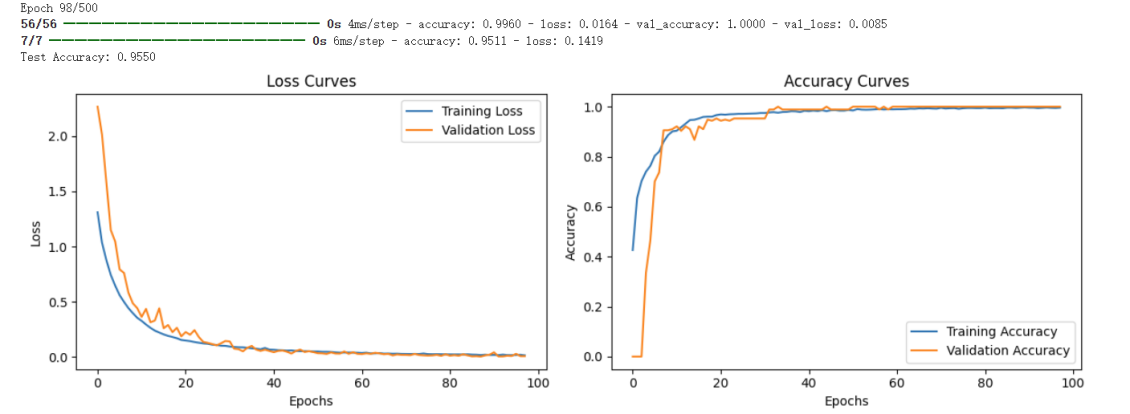 Epoch 98/500
56/56 ━━━━━━━━━━━━━━━━━━━━ 0s 4ms/step - accuracy: 0.9960 - loss: 0.0164 - val_accuracy: 1.0000 - val_loss: 0.0085
7/7 ━━━━━━━━━━━━━━━━━━━━ 0s 6ms/step - accuracy: 0.9511 - loss: 0.1419
Test Accuracy: 0.9550
Loss Curves
Training Loss
Validation Loss
Loss
2.0
1.5
1.0
0.5
0.0
0 20 40 60 80 100
Epochs
Accuracy Curves
Accuracy
1.0
0.8
0.6
0.4
0.2
0.0
Training Accuracy
Validation Accuracy
0 20 40 60 80 100
Epochs